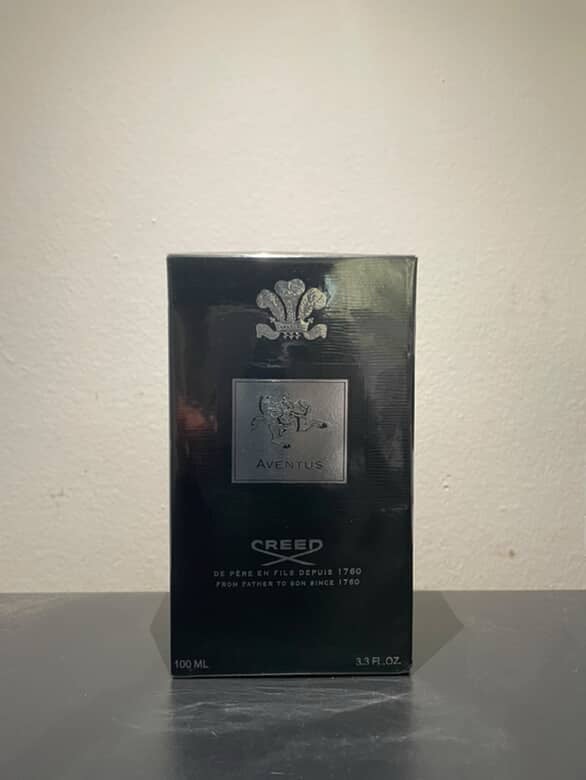 AVENTUS
CREED
DE PÈRE EN FILS DEPUIS 1760
FROM FATHER TO SON SINCE 1760
100 ML
3.3 FL.OZ.